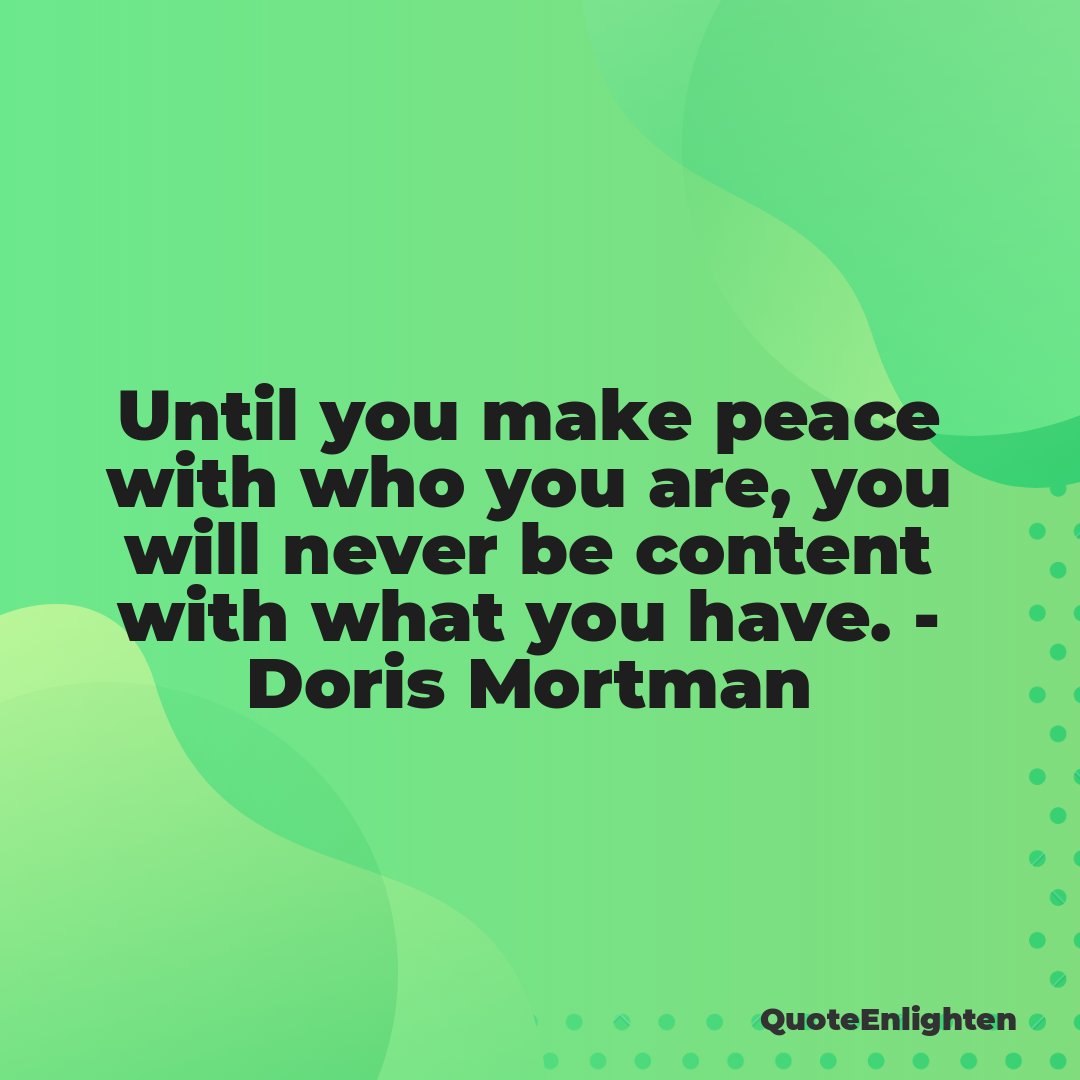 Until you make peace
with who you are, you
will never be content
with what you have. -
Doris Mortman
QuoteEnlighten